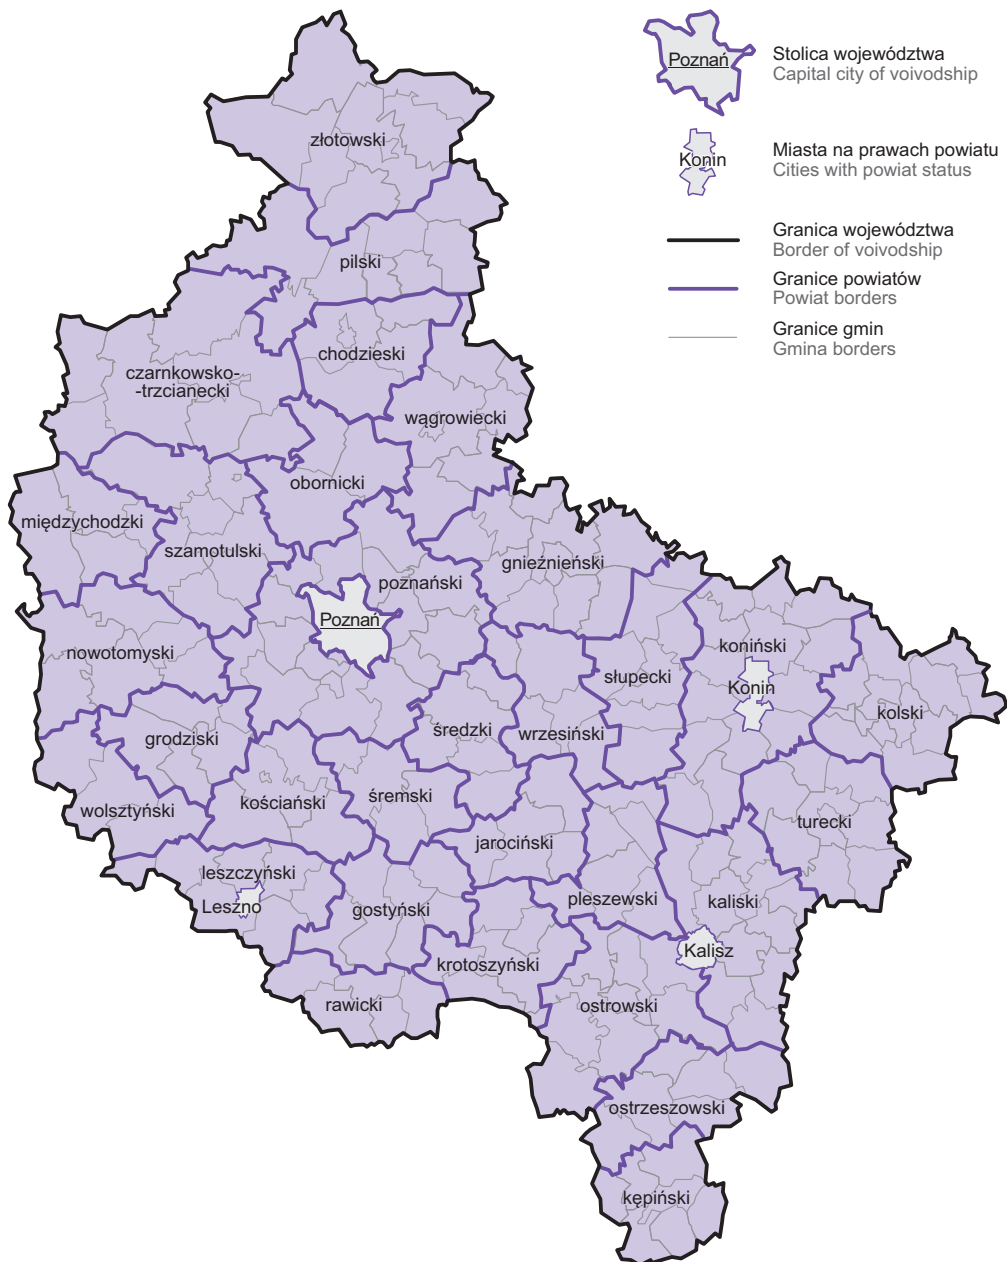 Poznań
Stolica województwa
Capital city of voivodship
Konin
Miasta na prawach powiatu
Cities with powiat status
Granica województwa
Border of voivodship
Granice powiatów
Powiat borders
Granice gmin
Gmina borders
złotowski
pilski
chodzieski
czarnkowsko-
-trzcianecki
wągrowiecki
obornicki
międzychodzki
szamotulski
gnieźnieński
poznański
Poznań
nowotomyski
koniński
słupecki
Konin
kolski
grodziski
średzki
wrzesiński
wolsztyński
kościański
śremski
turecki
jarociński
leszczyński
Leszno
gostyński
pleszewski
kaliski
Kalisz
krotoszyński
rawicki
ostrowski
ostrzeszowski
kępiński